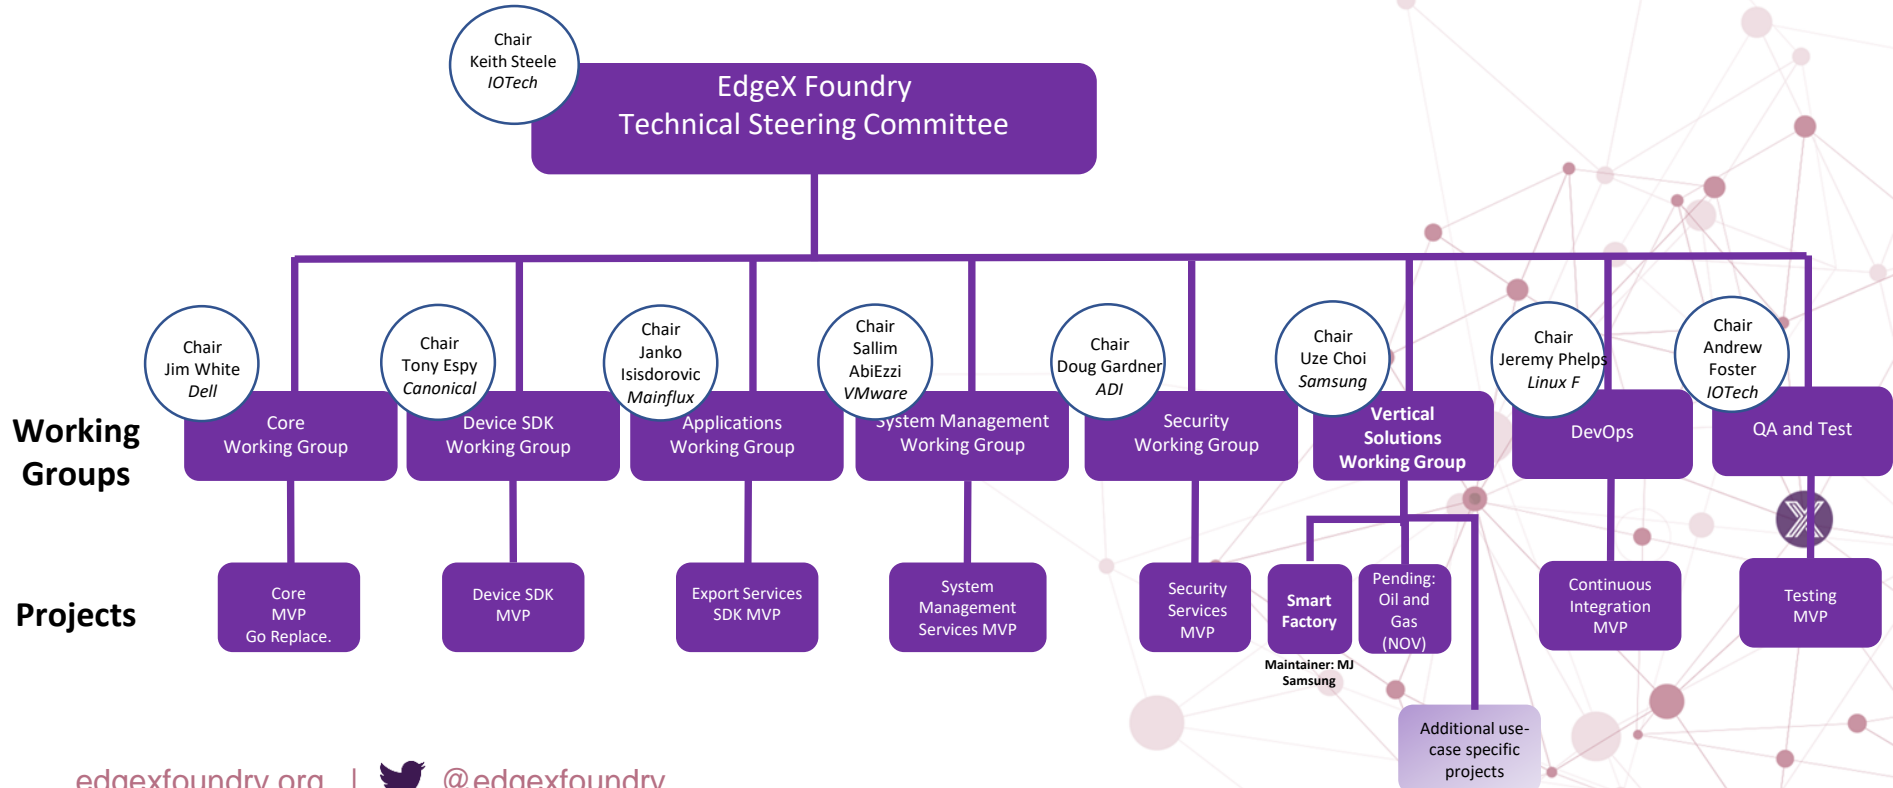 Chair
Keith Steele
IOTech
EdgeX Foundry
Technical Steering Committee
Chair
Jim White
Dell
Chair
Tony Espy
Canonical
Chair
Janko
Isisdorovic
Mainflux
Chair
Sallim
AbiEzzi
VMware
Chair
Doug Gardner
ADI
Chair
Uze Choi
Samsung
Chair
Jeremy Phelps
Linux F
Chair
Andrew
Foster
IOTech
Working
Groups
Core
Working Group
Device SDK
Working Group
Applications
Working Group
System Management
Working Group
Security
Working Group
Vertical
Solutions
Working Group
DevOps
QA and Test
Projects
Core
MVP
Go Replace.
Device SDK
MVP
Export Services
SDK MVP
System
Management
Services MVP
Security
Services
MVP
Smart
Factory
Maintainer: MJ
Samsung
Pending:
Oil and
Gas
(NOV)
Additional use-
case specific
projects
Continuous
Integration
MVP
Testing
MVP
edgexfoundry.org | @edgexfoundry